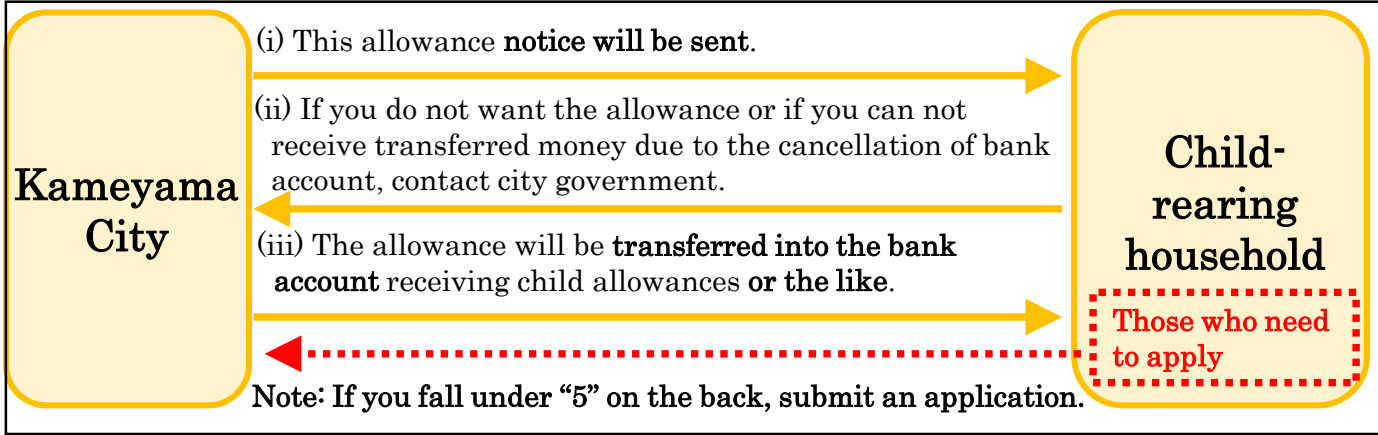 Kameyama
City
(i) This allowance notice will be sent.
(ii) If you do not want the allowance or if you can not
receive transferred money due to the cancellation of bank
account, contact city government.
(iii) The allowance will be transferred into the bank
account receiving child allowances or the like.
Note: If you fall under “5” on the back, submit an application.
Child-
rearing
household
Those who need
to apply